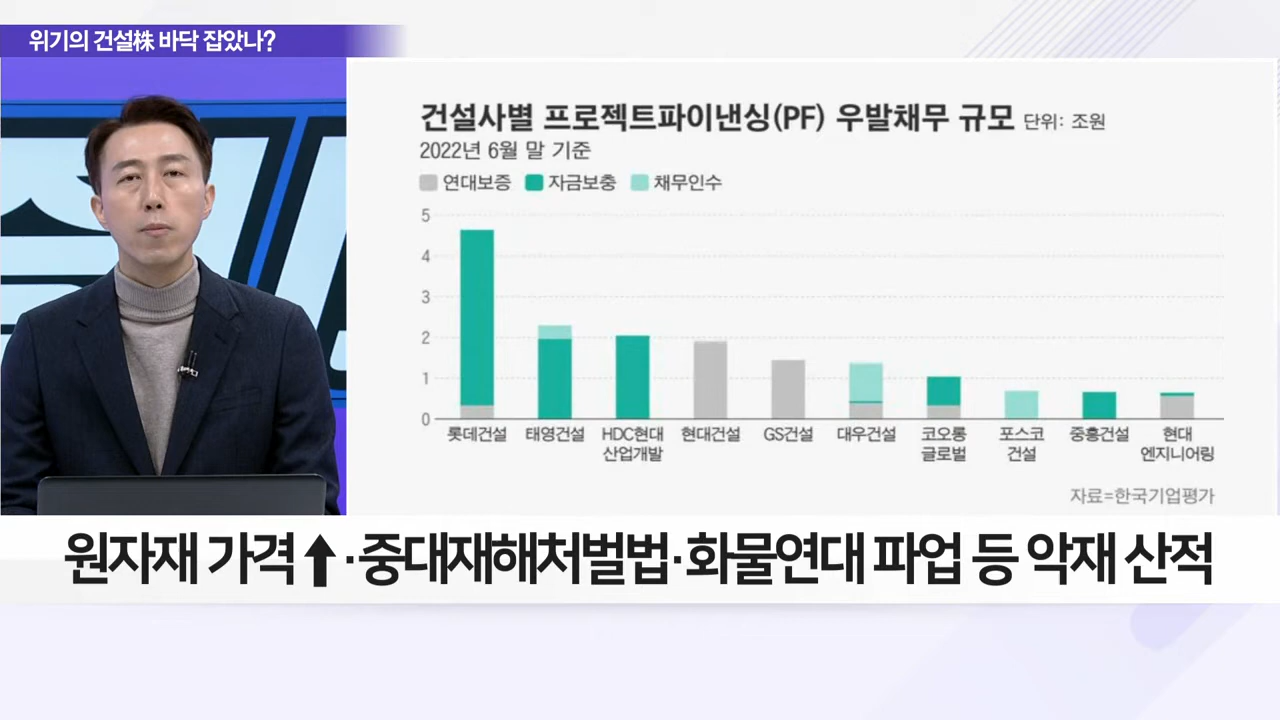 위기의 건설株 바닥 잡았나?
건설사별 프로젝트파이낸싱(PF) 우발채무 규모 단위: 조원
2022년 6월 말 기준
연대보증 자금보충 채무인수
5
4
3
2
1
0
롯데건설 태영건설 HDC현대산업개발 현대건설 GS건설 대우건설 코오롱글로벌 포스코건설 중흥건설 현대엔지니어링
자료=한국기업평가
원자재 가격⬆·중대재해처벌법·화물연대 파업 등 악재 산적